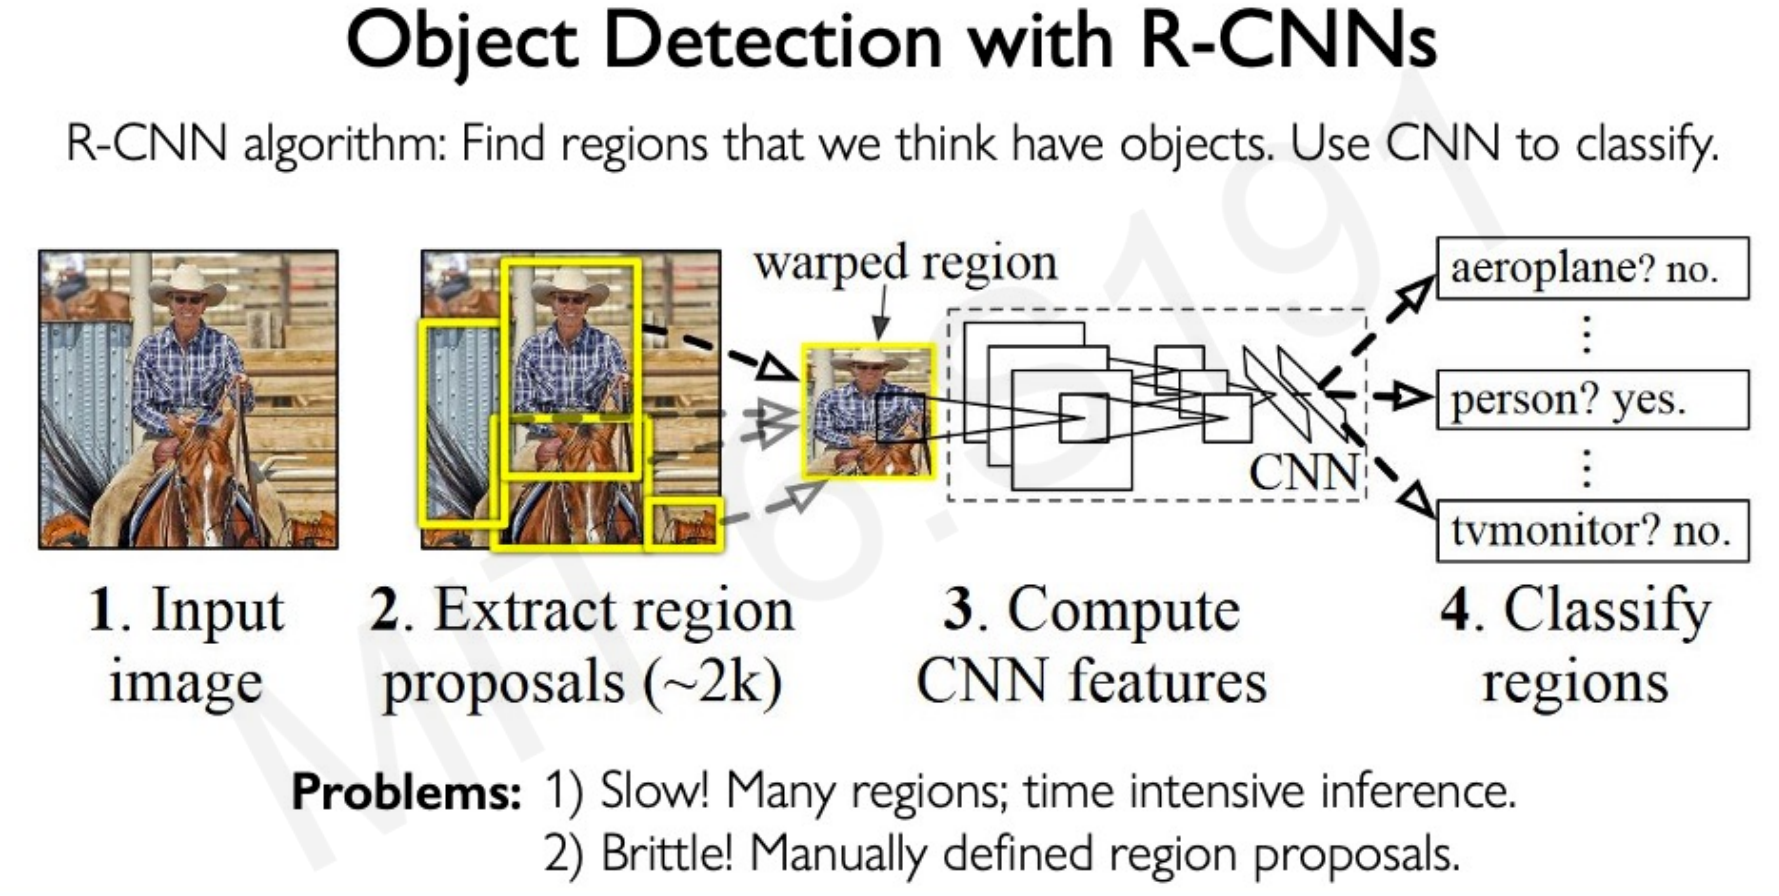 Object Detection with R-CNNs
R-CNN algorithm: Find regions that we think have objects. Use CNN to classify.
warped region
aeroplane? no.
⋮
person? yes.
⋮
tvmonitor? no.
CNN
1. Input
image
2. Extract region
proposals (~2k)
3. Compute
CNN features
4. Classify
regions
Problems: 1) Slow! Many regions; time intensive inference.
2) Brittle! Manually defined region proposals.
MIT 6.S191